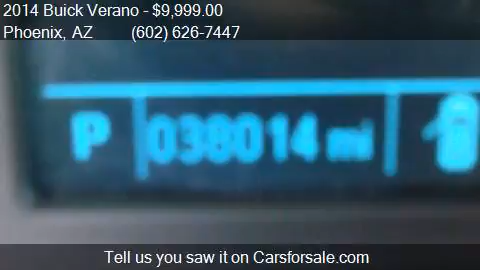 2014 Buick Verano - $9,999.00
Phoenix, AZ (602) 626-7447
P 038014 mi
Tell us you saw it on Carsforsale.com